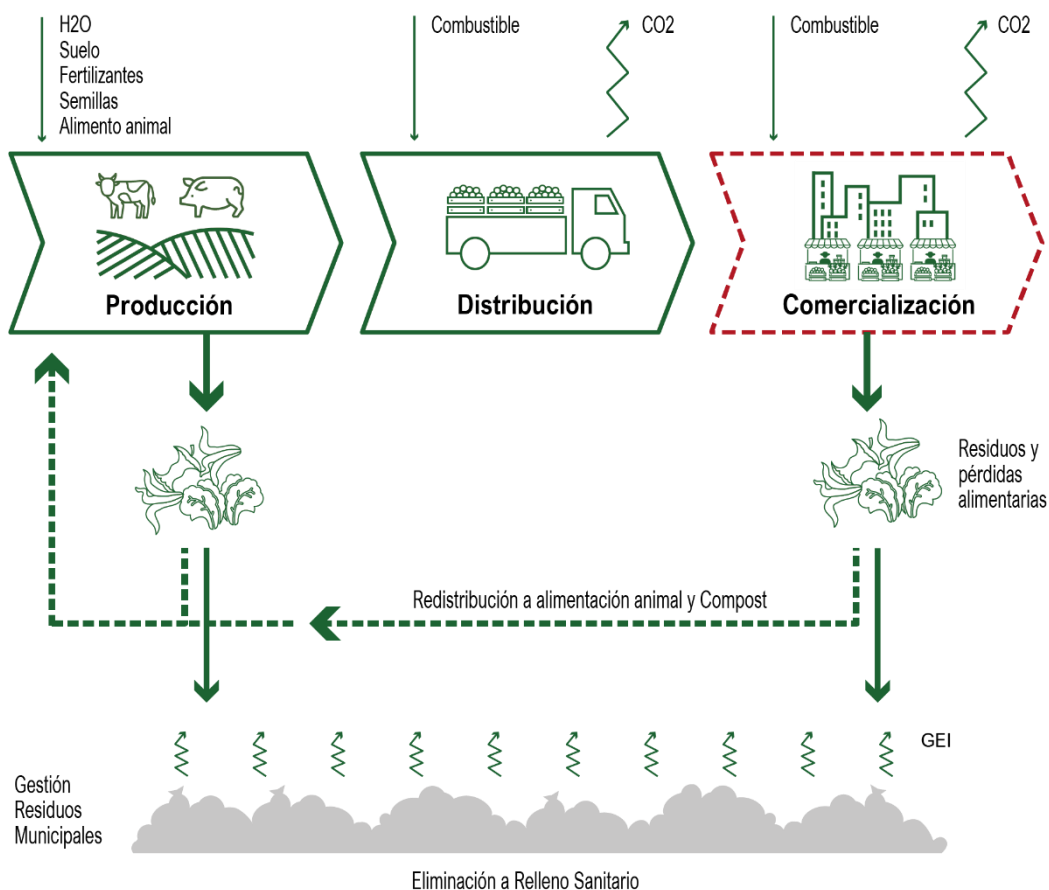 H2O
Suelo
Fertilizantes
Semillas
Alimento animal
Combustible
CO2
Combustible
CO2
Producción
Distribución
Comercialización
Residuos y
pérdidas
alimentarias
Redistribución a alimentación animal y Compost
GEI
Gestión
Residuos
Municipales
Eliminación a Relleno Sanitario